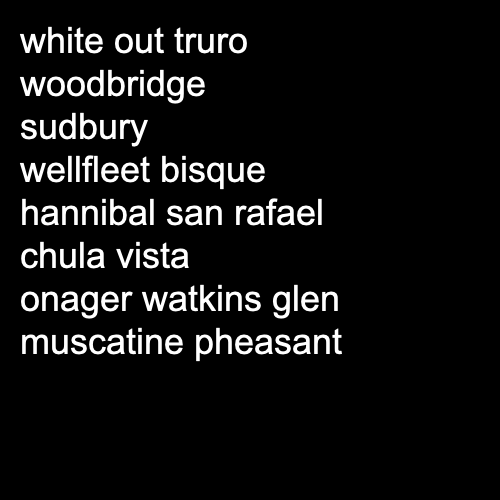 white out truro
woodbridge
sudbury
wellfleet bisque
hannibal san rafael
chula vista
onager watkins glen
muscatine pheasant